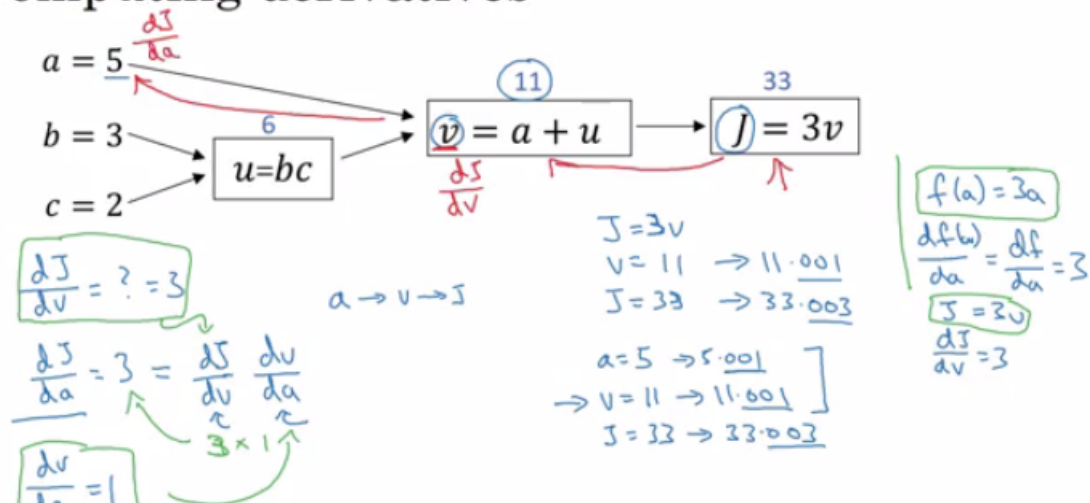 computing derivatives
dJ/da
a = 5
11
33
b = 3
6
v = a + u
J = 3v
u=bc
c = 2
dJ/dv
f(a) = 3a
df(a)/da = df/da = 3
J = 3v
dJ/dv = 3
J = 3v
v = 11 → 11.001
J = 33 → 33.003
dJ/dv = ? = 3
a → v → J
dJ/da = 3 = dJ/dv dv/da
3 × 1
a = 5 → 5.001
→ v = 11 → 11.001
J = 33 → 33.003
dv/da = 1